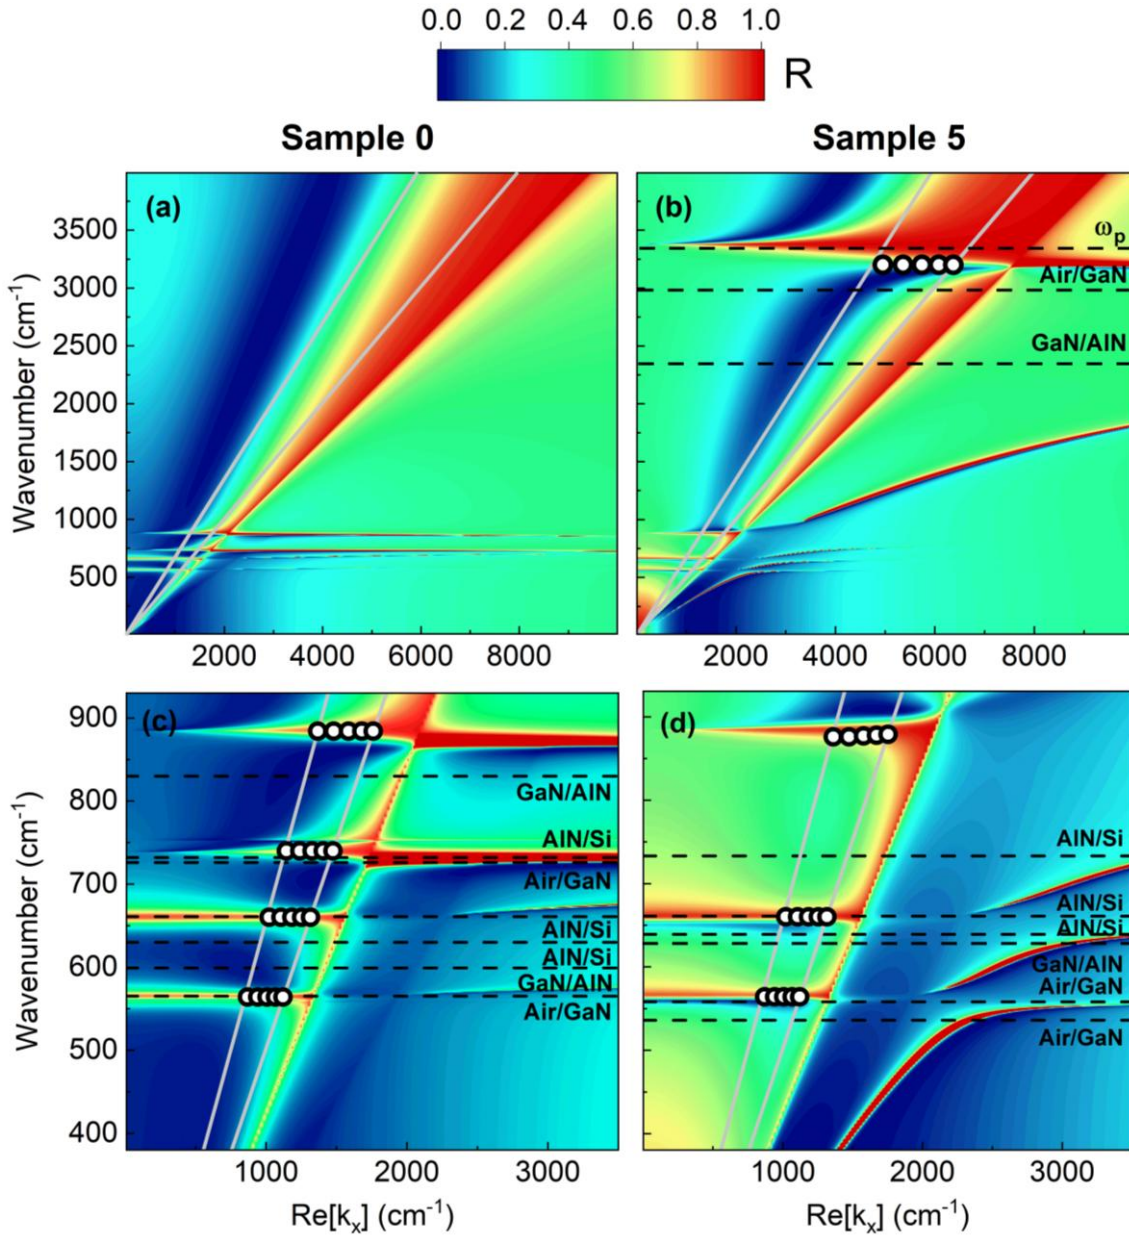 0.0 0.2 0.4 0.6 0.8 1.0
R
Sample 0
Sample 5
(a)
Wavenumber (cm⁻¹)
3500
3000
2500
2000
1500
1000
500
2000 4000 6000 8000
(b)
ωₚ
Air/GaN
GaN/AlN
2000 4000 6000 8000
(c)
Wavenumber (cm⁻¹)
900
800
700
600
500
400
GaN/AlN
AlN/Si
Air/GaN
AlN/Si
AlN/Si
GaN/AlN
Air/GaN
1000 2000 3000
Re[kₓ] (cm⁻¹)
(d)
AlN/Si
AlN/Si
AlN/Si
GaN/AlN
Air/GaN
Air/GaN
1000 2000 3000
Re[kₓ] (cm⁻¹)